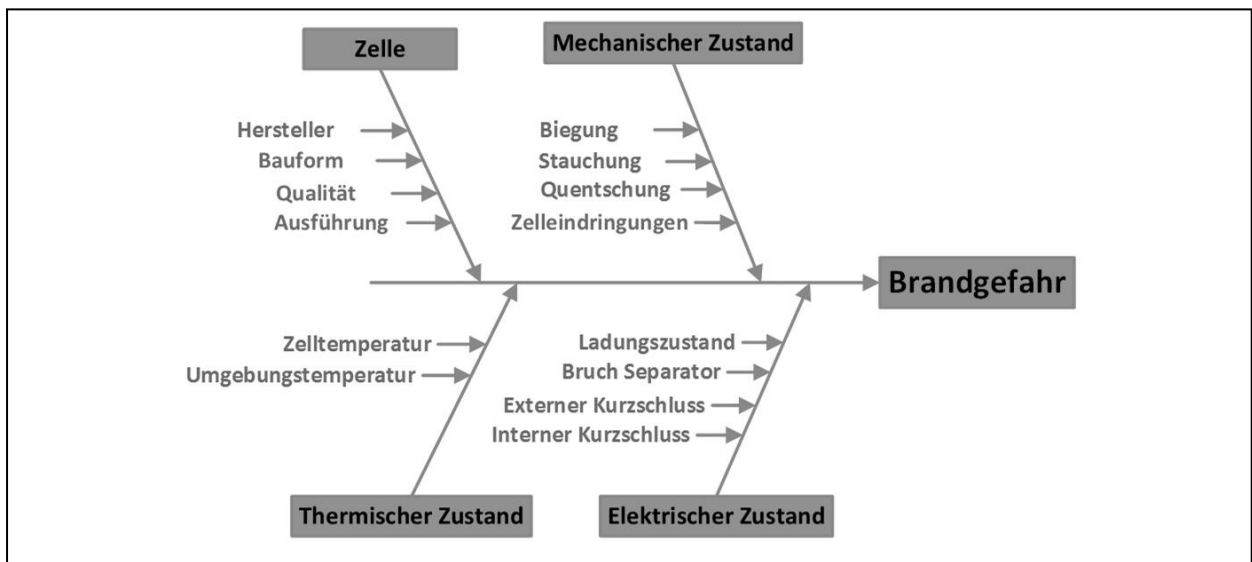 Zelle
Hersteller
Bauform
Qualität
Ausführung
Mechanischer Zustand
Biegung
Stauchung
Quentschung
Zelleindringungen
Brandgefahr
Zelltemperatur
Umgebungstemperatur
Thermischer Zustand
Ladungszustand
Bruch Separator
Externer Kurzschluss
Interner Kurzschluss
Elektrischer Zustand